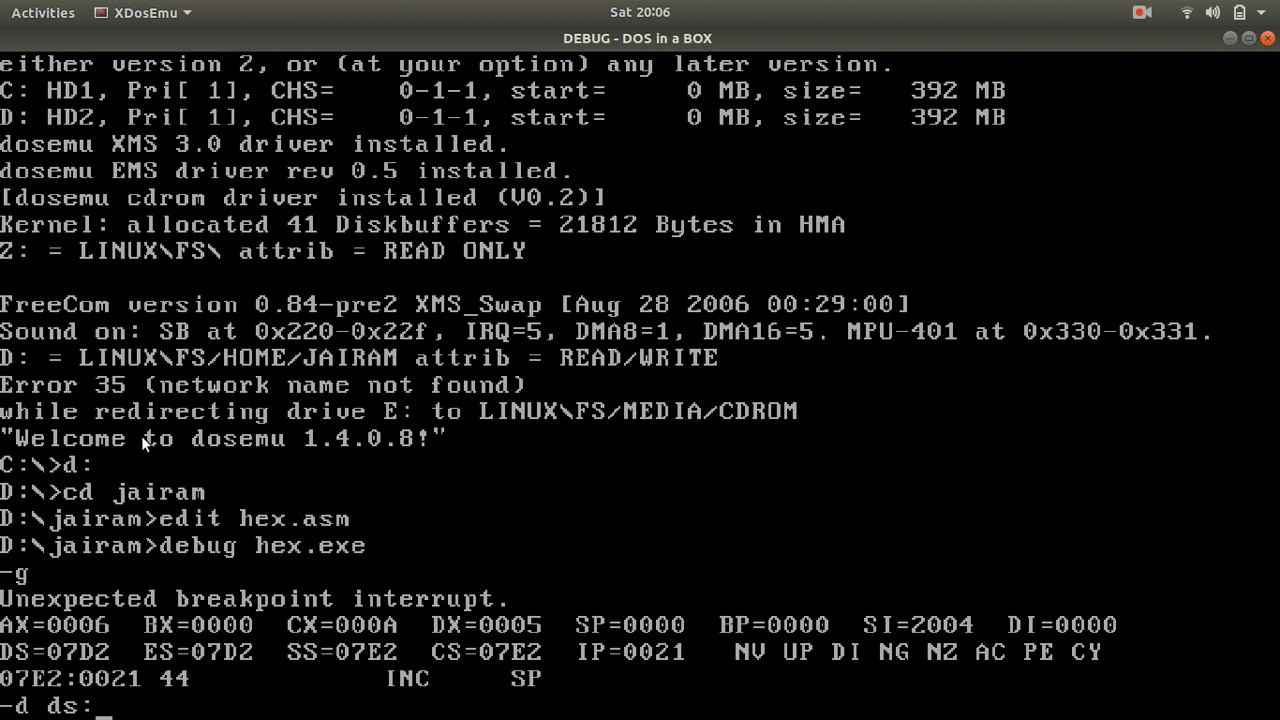 Activities XDosEmu Sat 20:06
DEBUG - DOS in a BOX
either version 2, or (at your option) any later version.
C: HD1, Pri[ 1], CHS=    0-1-1, start=     0 MB, size=   392 MB
D: HD2, Pri[ 1], CHS=    0-1-1, start=     0 MB, size=   392 MB
dosemu XMS 3.0 driver installed.
dosemu EMS driver rev 0.5 installed.
[dosemu cdrom driver installed (V0.2)]
Kernel: allocated 41 Diskbuffers = 21812 Bytes in HMA
Z: = LINUX\FS\ attrib = READ ONLY
FreeCom version 0.84-pre2 XMS_Swap [Aug 28 2006 00:29:00]
Sound on: SB at 0x220-0x22f, IRQ=5, DMA8=1, DMA16=5. MPU-401 at 0x330-0x331.
D: = LINUX\FS/HOME/JAIRAM attrib = READ/WRITE
Error 35 (network name not found)
while redirecting drive E: to LINUX\FS/MEDIA/CDROM
"Welcome to dosemu 1.4.0.8!"
C:\>d:
D:\>cd jairam
D:\jairam>edit hex.asm
D:\jairam>debug hex.exe
-g
Unexpected breakpoint interrupt.
AX=0006  BX=0000  CX=000A  DX=0005  SP=0000  BP=0000  SI=2004  DI=0000
DS=07D2  ES=07D2  SS=07E2  CS=07E2  IP=0021   NV UP DI NG NZ AC PE CY
07E2:0021 44            INC     SP
-d ds: